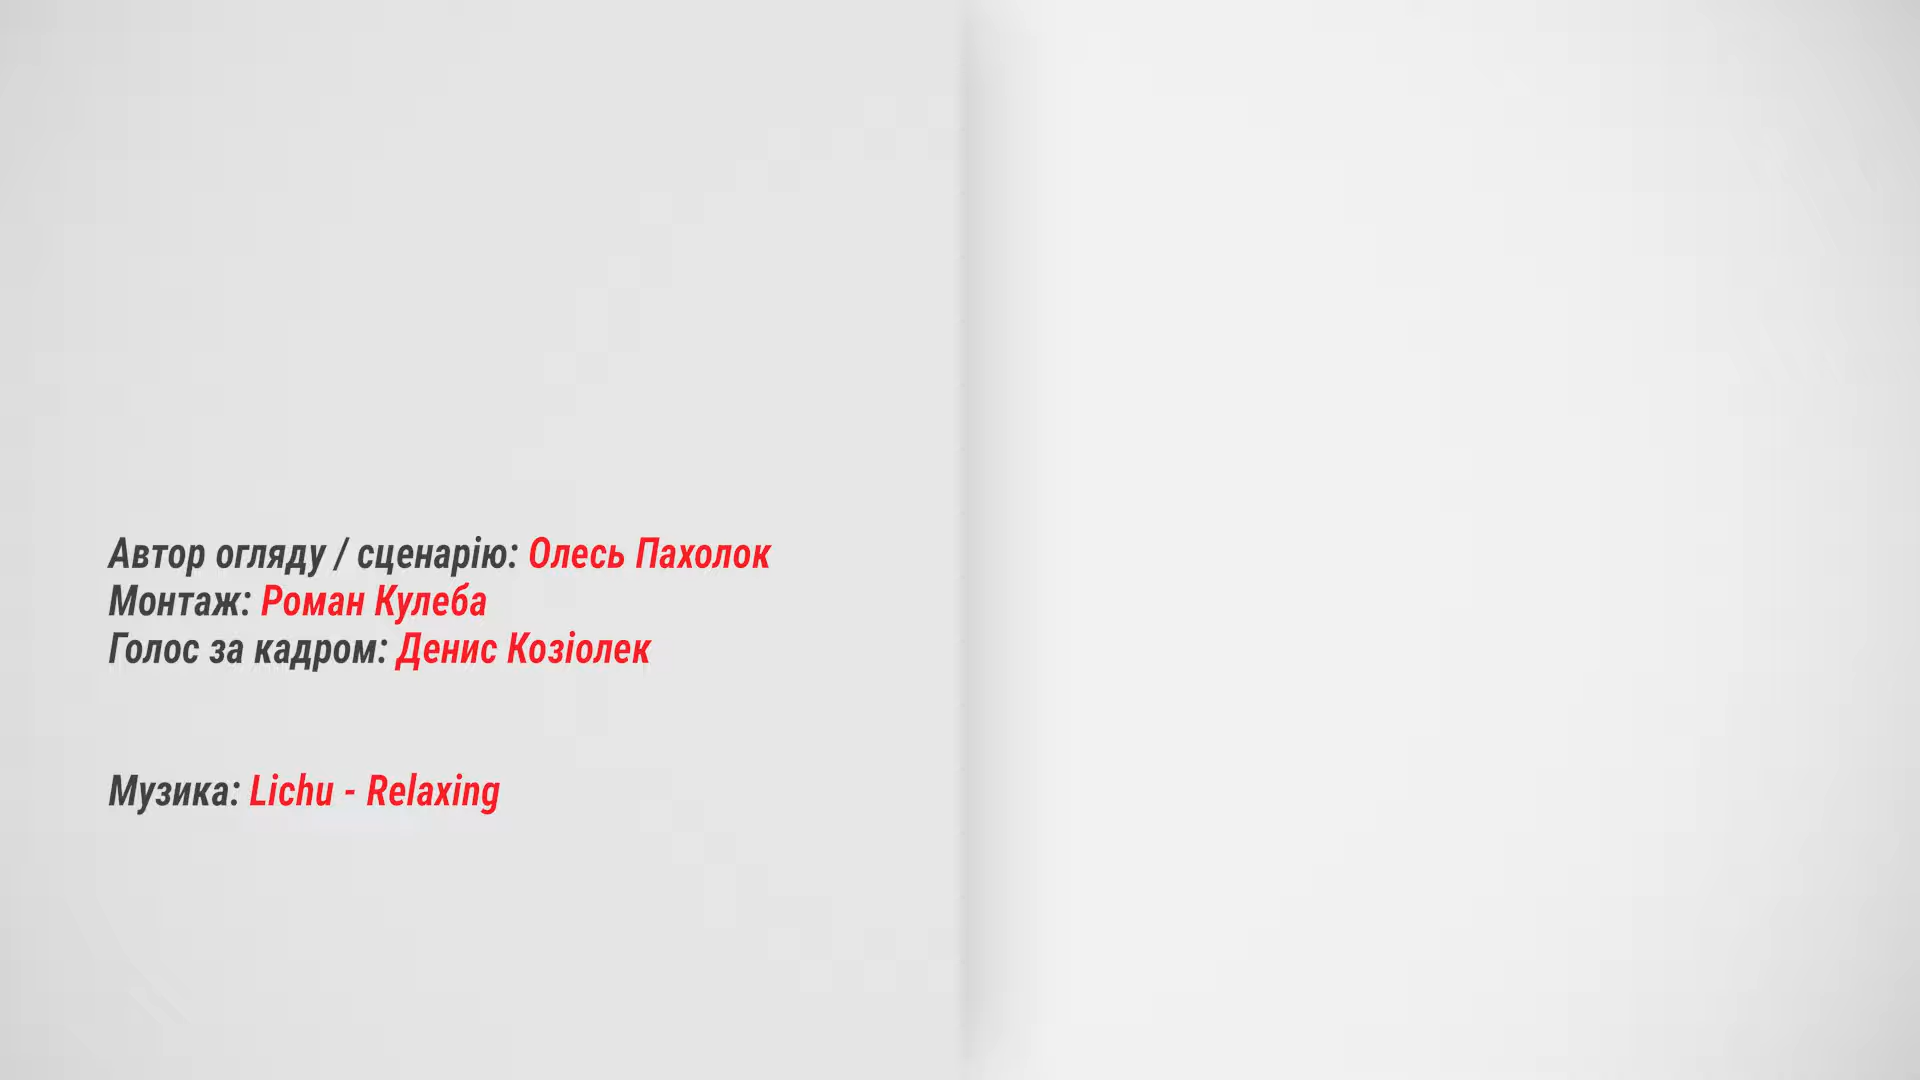 Автор огляду / сценарію: Олесь Пахолок
Монтаж: Роман Кулеба
Голос за кадром: Денис Козіолек
Музика: Lichu - Relaxing